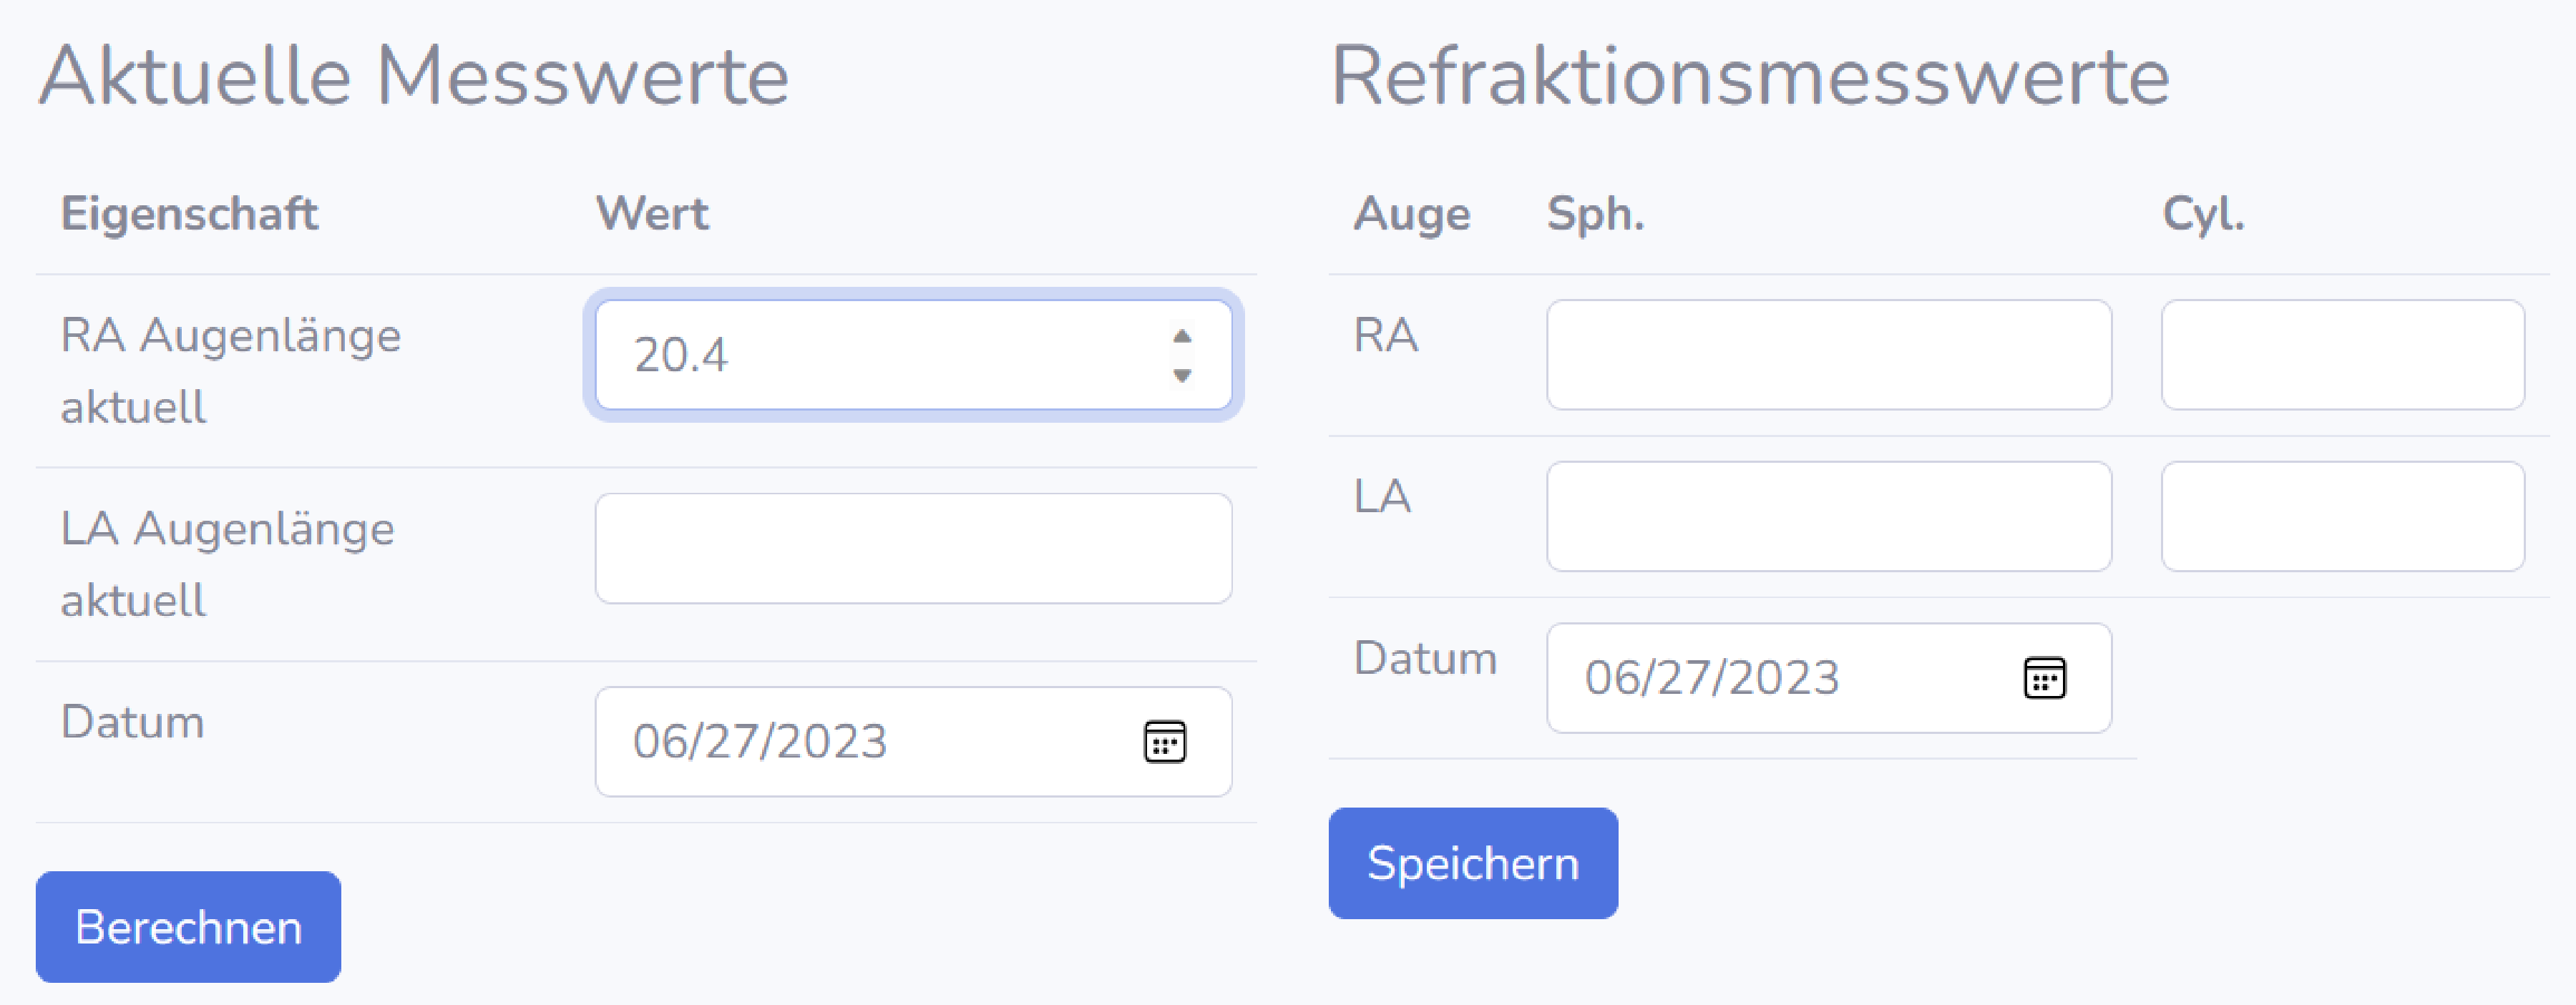 Aktuelle Messwerte
Eigenschaft Wert
RA Augenlänge
aktuell
20.4
LA Augenlänge
aktuell
Datum 06/27/2023
Berechnen
Refraktionsmesswerte
Auge Sph. Cyl.
RA
LA
Datum 06/27/2023
Speichern